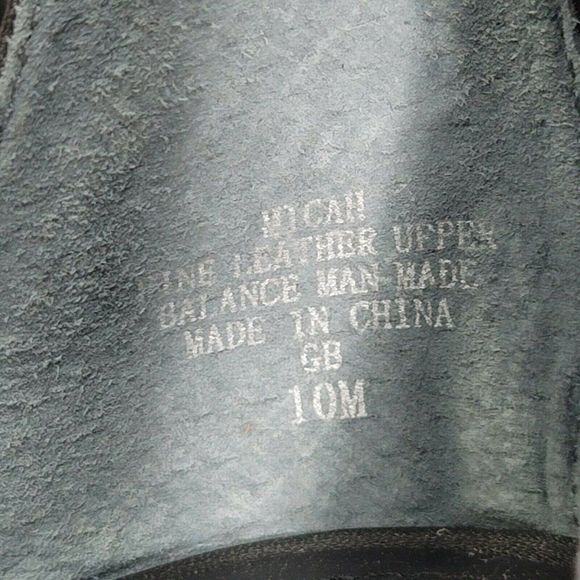 MICAH
FINE LEATHER UPPER
BALANCE MAN MADE
MADE IN CHINA
GB
10M